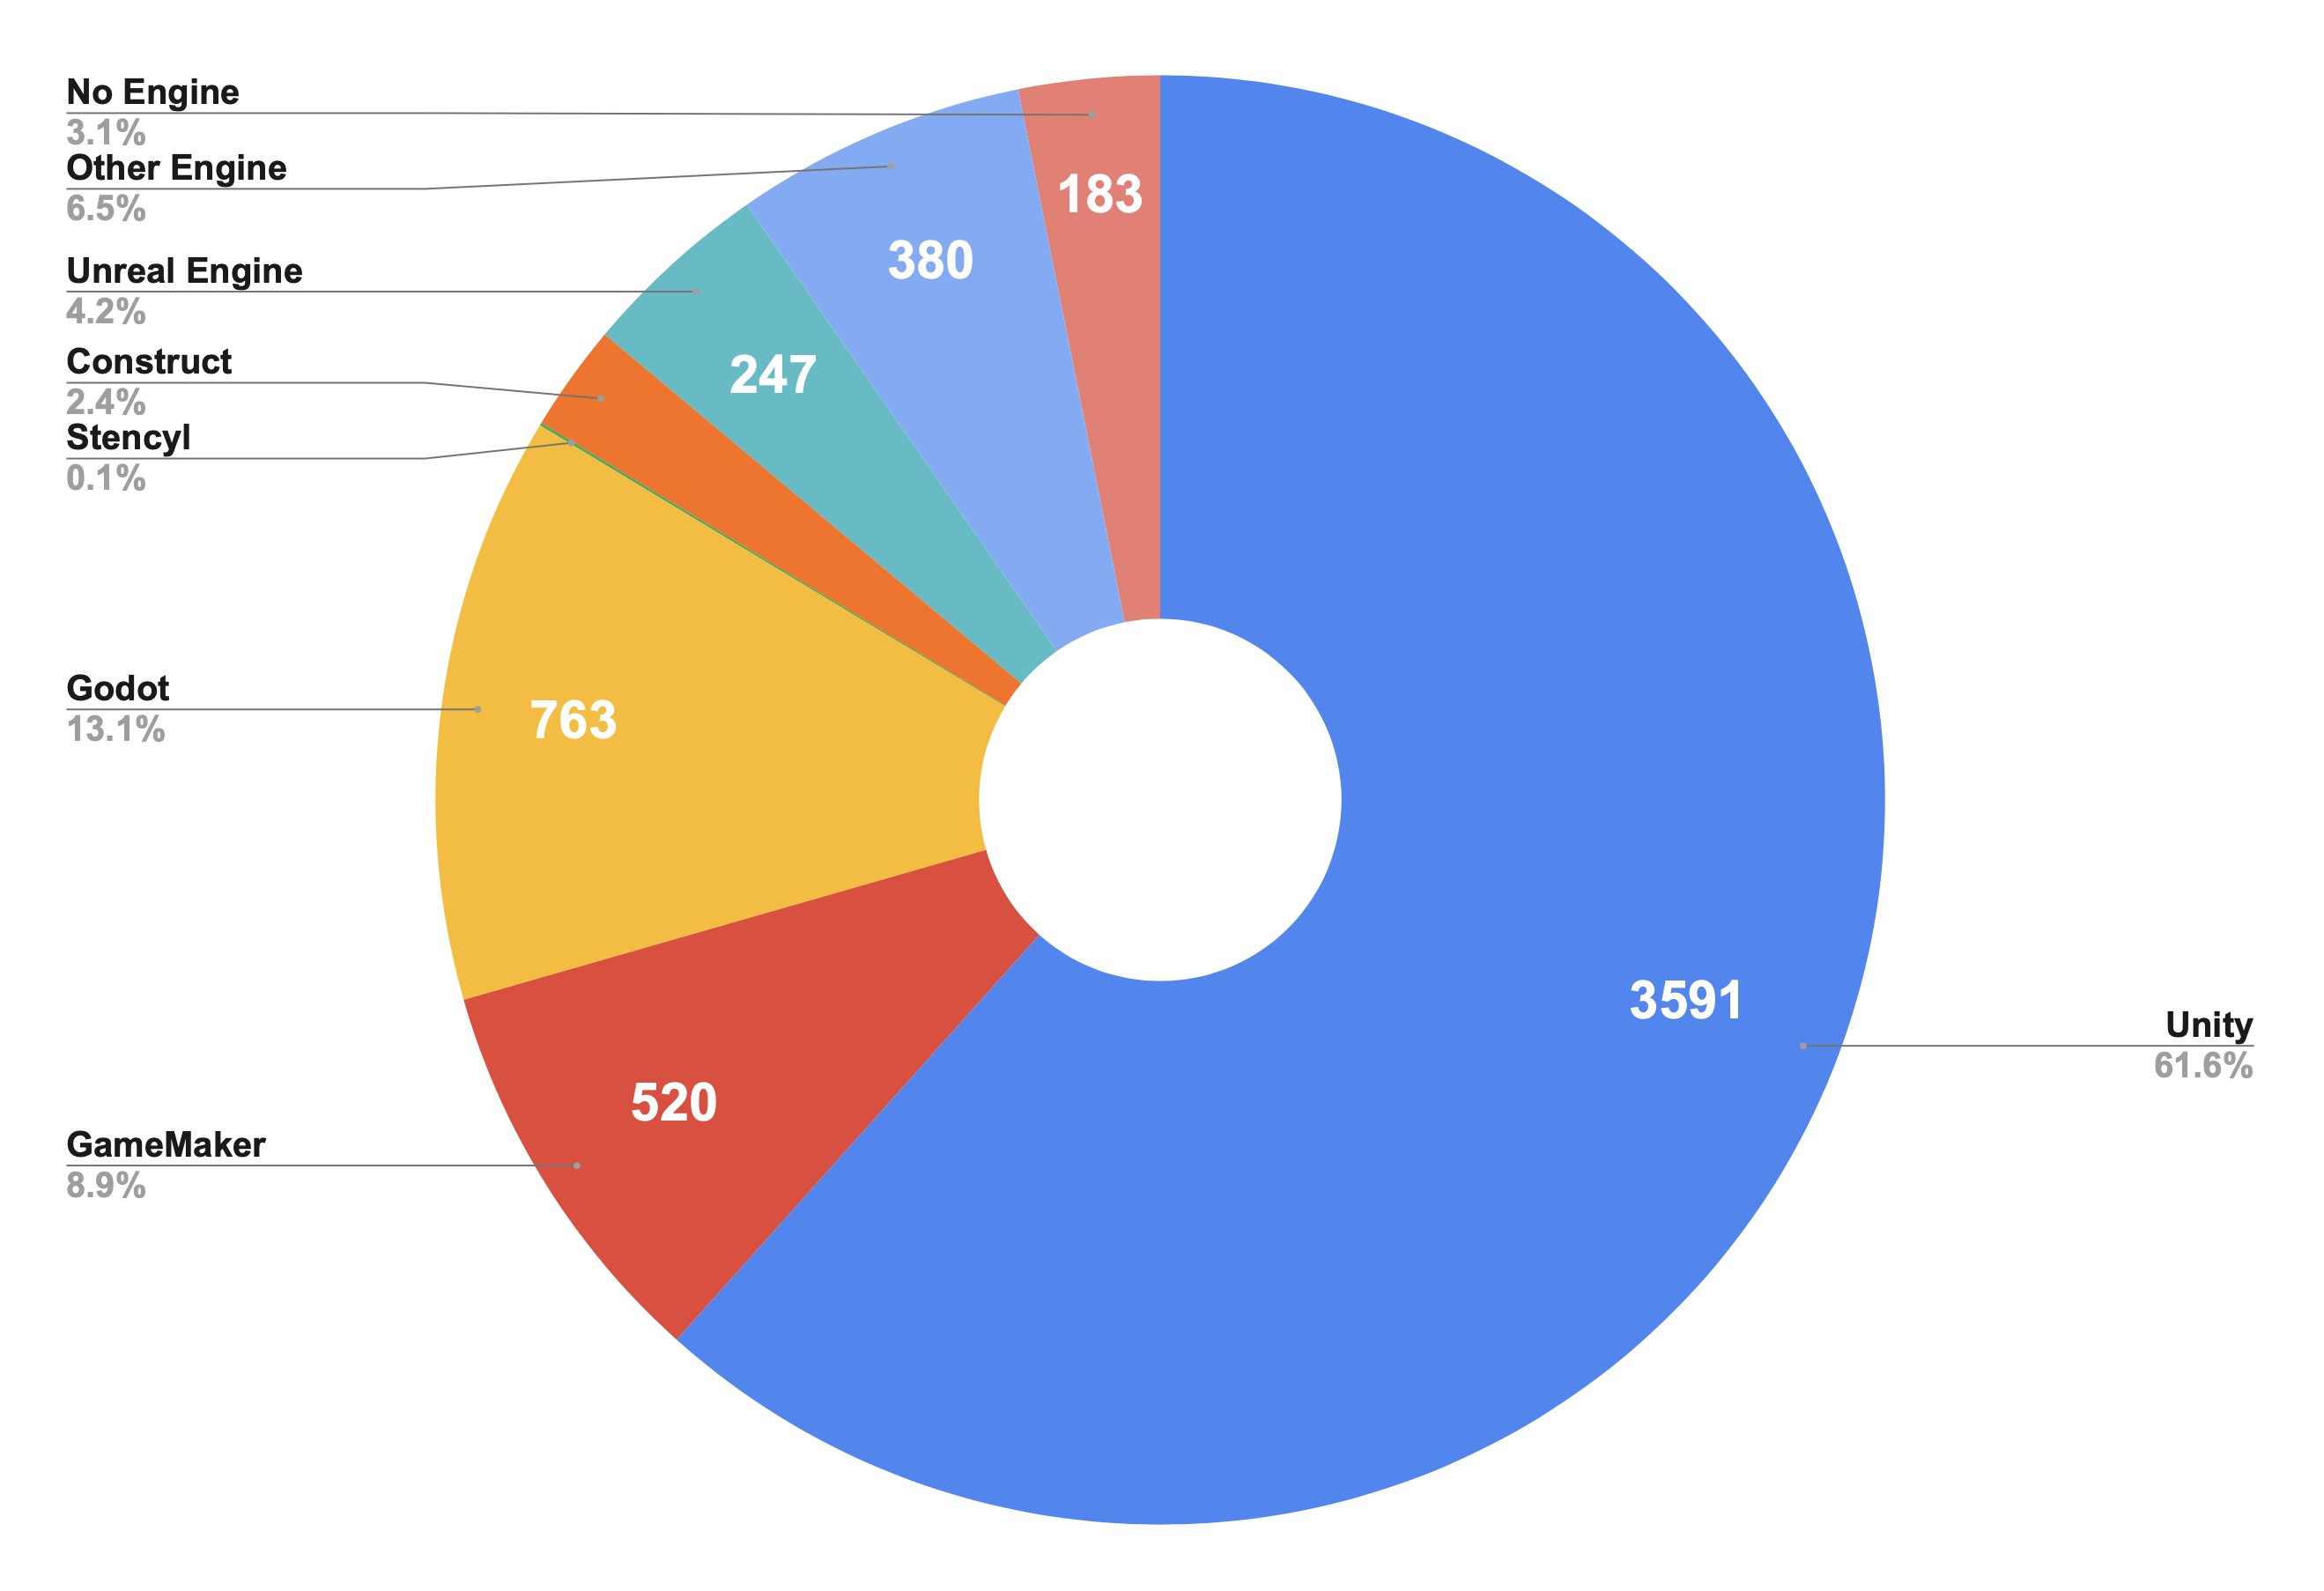 No Engine
3.1%
Other Engine
6.5%
Unreal Engine
4.2%
Construct
2.4%
Stencyl
0.1%
Godot
13.1%
GameMaker
8.9%
183
380
247
763
520
3591
Unity
61.6%